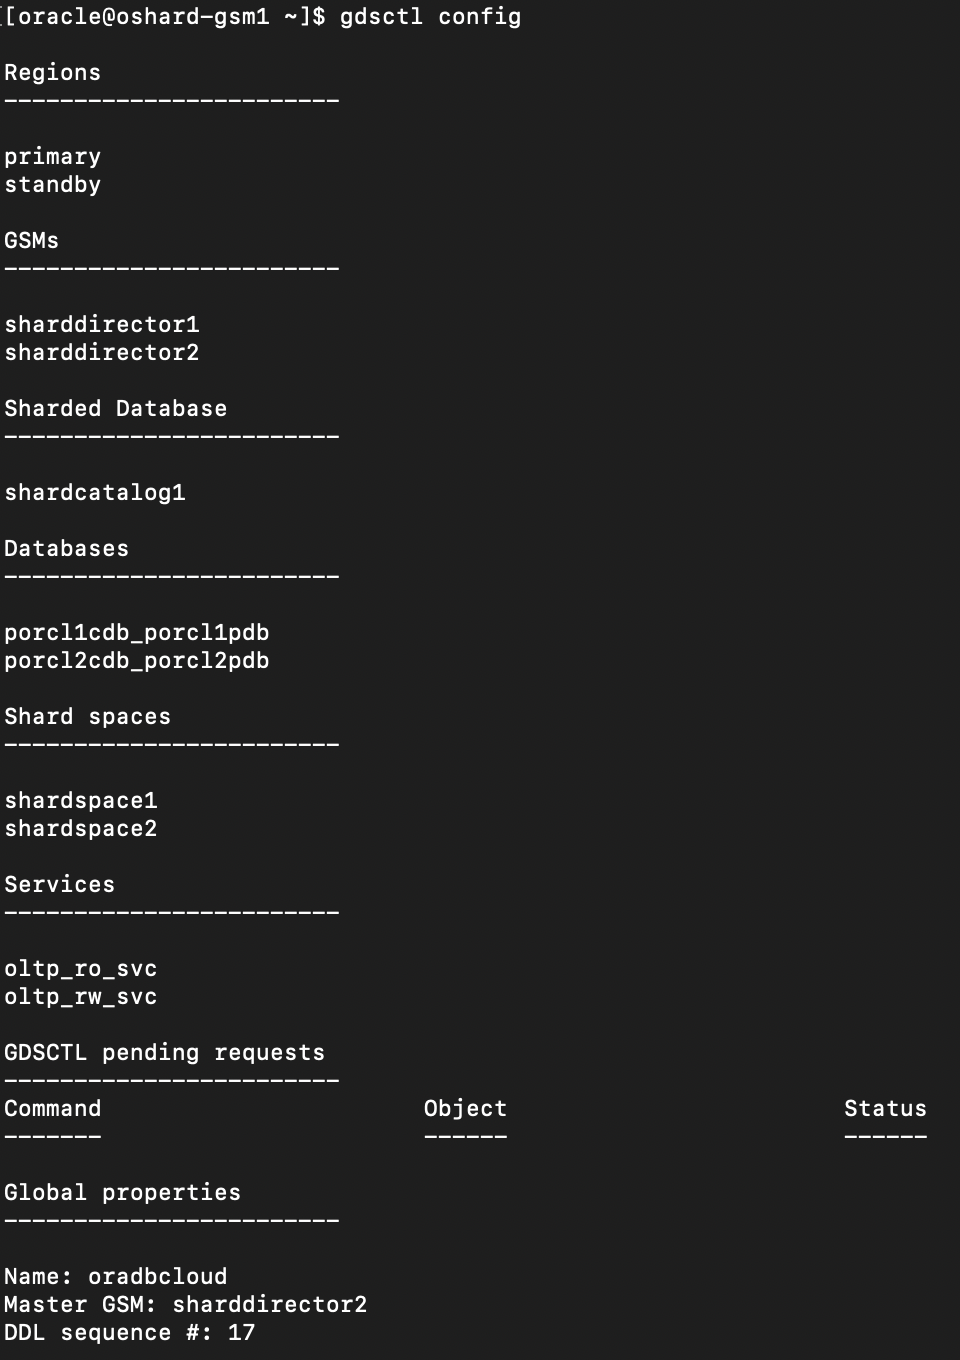 [[oracle@oshard-gsm1 ~]$ gdsctl config
Regions
------------------------
primary
standby
GSMs
------------------------
sharddirector1
sharddirector2
Sharded Database
------------------------
shardcatalog1
Databases
------------------------
porcl1cdb_porcl1pdb
porcl2cdb_porcl2pdb
Shard spaces
------------------------
shardspace1
shardspace2
Services
------------------------
oltp_ro_svc
oltp_rw_svc
GDSCTL pending requests
------------------------
Command Object Status
------- ------ ------
Global properties
------------------------
Name: oradbcloud
Master GSM: sharddirector2
DDL sequence #: 17